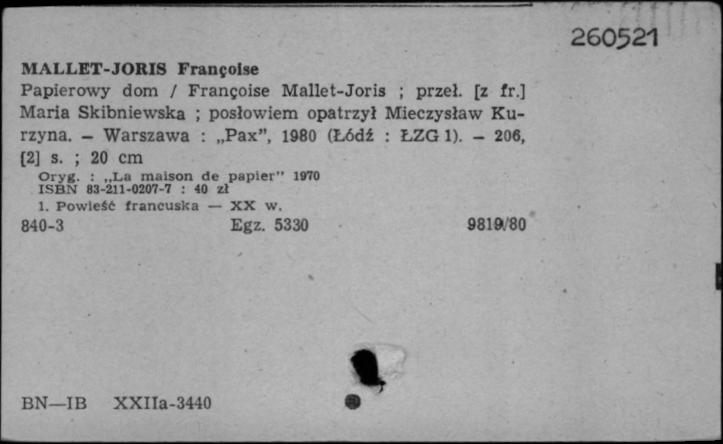 260521
MALLET-JORIS Françoise
Papierowy dom / Françoise Mallet-Joris ; przeł. [z fr.]
Maria Skibniewska ; posłowiem opatrzył Mieczysław Ku-
rzyna. — Warszawa : „Pax”, 1980 (Łódź : ŁZG 1). — 206,
[2] s. ; 20 cm
Oryg. : „La maison de papier” 1970
ISBN 83-211-0207-7 : 40 zł
1. Powieść francuska — XX w.
840-3 Egz. 5330 9819/80
BN—IB XXIIa-3440